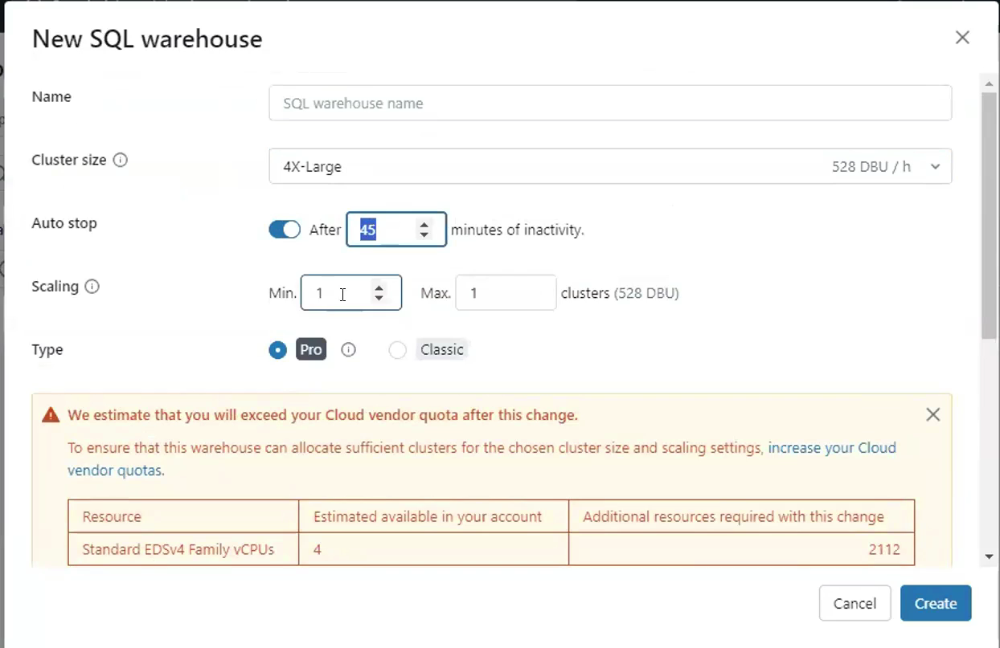 New SQL warehouse
Name
SQL warehouse name
Cluster size
4X-Large 528 DBU / h
Auto stop
After 45 minutes of inactivity.
Scaling
Min. 1 Max. 1 clusters (528 DBU)
Type
Pro Classic
We estimate that you will exceed your Cloud vendor quota after this change.
To ensure that this warehouse can allocate sufficient clusters for the chosen cluster size and scaling settings, increase your Cloud
vendor quotas.
Resource Estimated available in your account Additional resources required with this change
Standard EDSv4 Family vCPUs 4 2112
Cancel Create